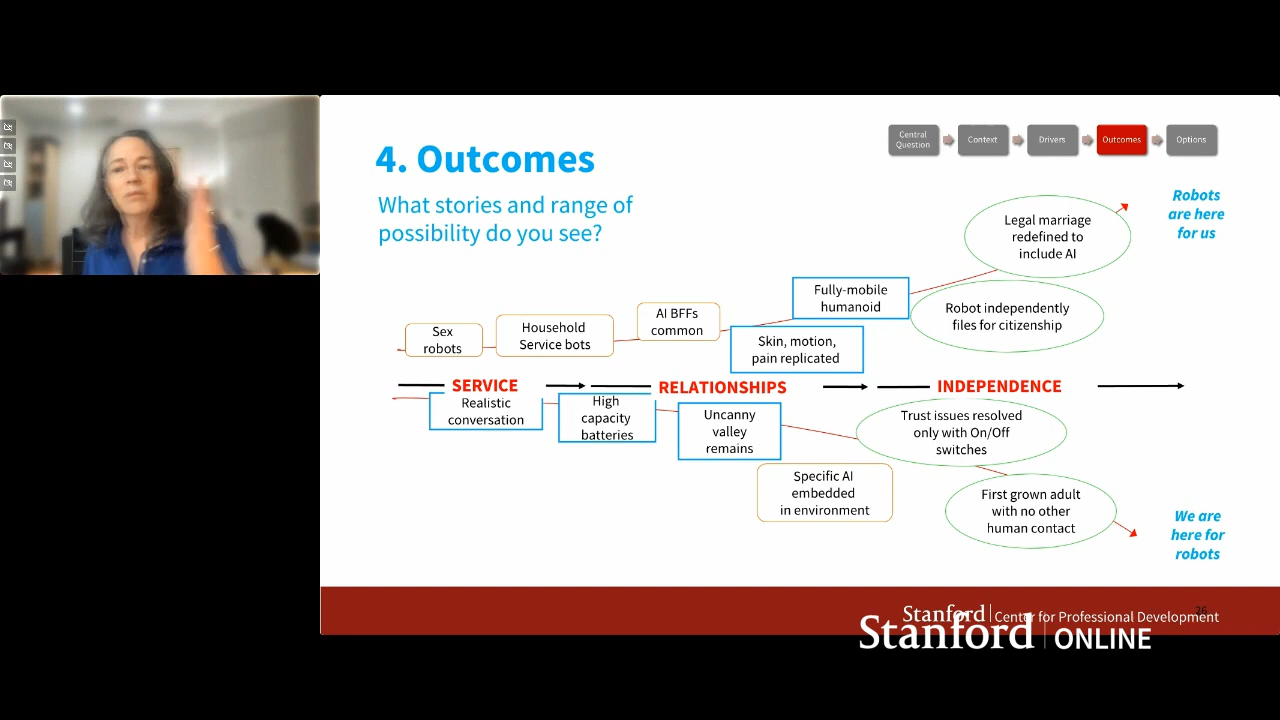 4. Outcomes
What stories and range of
possibility do you see?
Central
Question
Context
Drivers
Outcomes
Options
Robots
are here
for us
Legal marriage
redefined to
include AI
Robot independently
files for citizenship
Fully-mobile
humanoid
AI BFFs
common
Household
Service bots
Sex
robots
Skin, motion,
pain replicated
SERVICE
RELATIONSHIPS
INDEPENDENCE
Realistic
conversation
High
capacity
batteries
Uncanny
valley
remains
Trust issues resolved
only with On/Off
switches
Specific AI
embedded
in environment
First grown adult
with no other
human contact
We are
here for
robots
26
Stanford Center for Professional Development
Stanford ONLINE